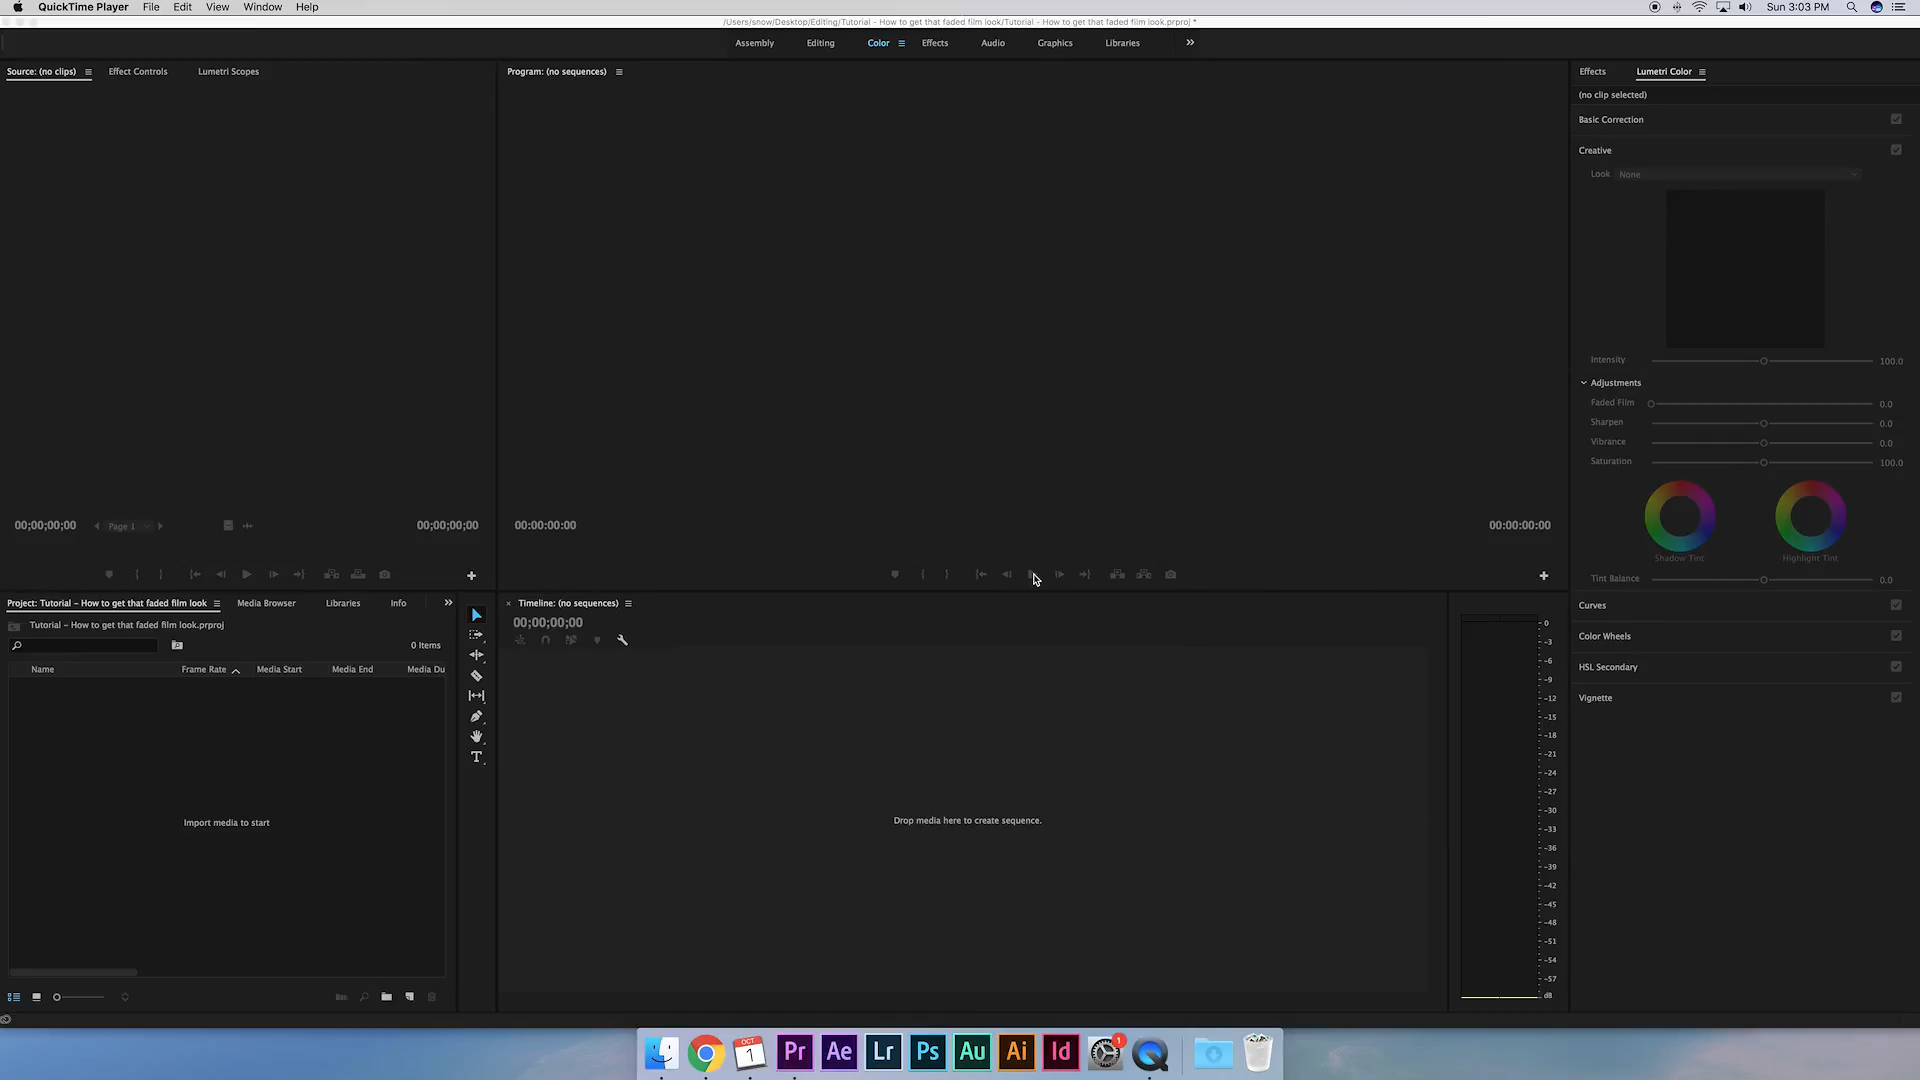 QuickTime Player File Edit View Window Help Sun 3:03 PM
/Users/snow/Desktop/Editing/Tutorial - How to get that faded film look/Tutorial - How to get that faded film look.prproj *
Assembly Editing Color Effects Audio Graphics Libraries
Source: (no clips) Effect Controls Lumetri Scopes Program: (no sequences) Effects Lumetri Color
(no clip selected)
Basic Correction
Creative
Look None
Intensity 100.0
Adjustments
Faded Film 0.0
Sharpen 0.0
Vibrance 0.0
Saturation 100.0
Shadow Tint Highlight Tint
Tint Balance 0.0
Curves
Color Wheels
HSL Secondary
Vignette
00;00;00;00 Page 1 00;00;00;00 00:00:00:00 00:00:00:00
Project: Tutorial - How to get that faded film look Media Browser Libraries Info
Tutorial - How to get that faded film look.prproj
0 Items
Name Frame Rate Media Start Media End Media Du
Import media to start
Timeline: (no sequences)
00;00;00;00
Drop media here to create sequence.
T
0
-3
-6
-9
-12
-15
-18
-21
-24
-27
-30
-33
-36
-39
-42
-45
-48
-51
-54
-57
dB
OCT
1
Pr Ae Lr Ps Au Ai Id
1